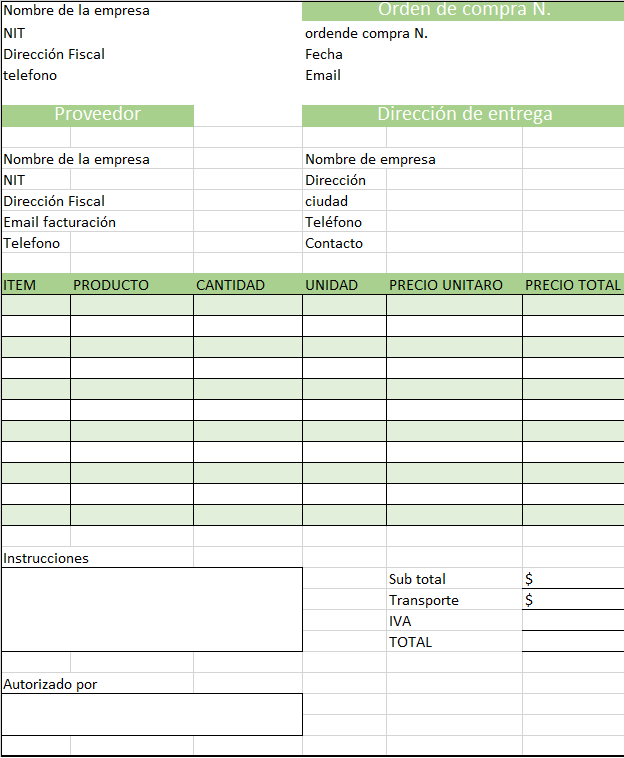 Nombre de la empresa Orden de compra N.
NIT ordende compra N.
Dirección Fiscal Fecha
telefono Email
Proveedor Dirección de entrega
Nombre de la empresa Nombre de empresa
NIT Dirección
Dirección Fiscal ciudad
Email facturación Teléfono
Telefono Contacto
ITEM PRODUCTO CANTIDAD UNIDAD PRECIO UNITARO PRECIO TOTAL
Instrucciones
Sub total $
Transporte $
IVA
TOTAL
Autorizado por